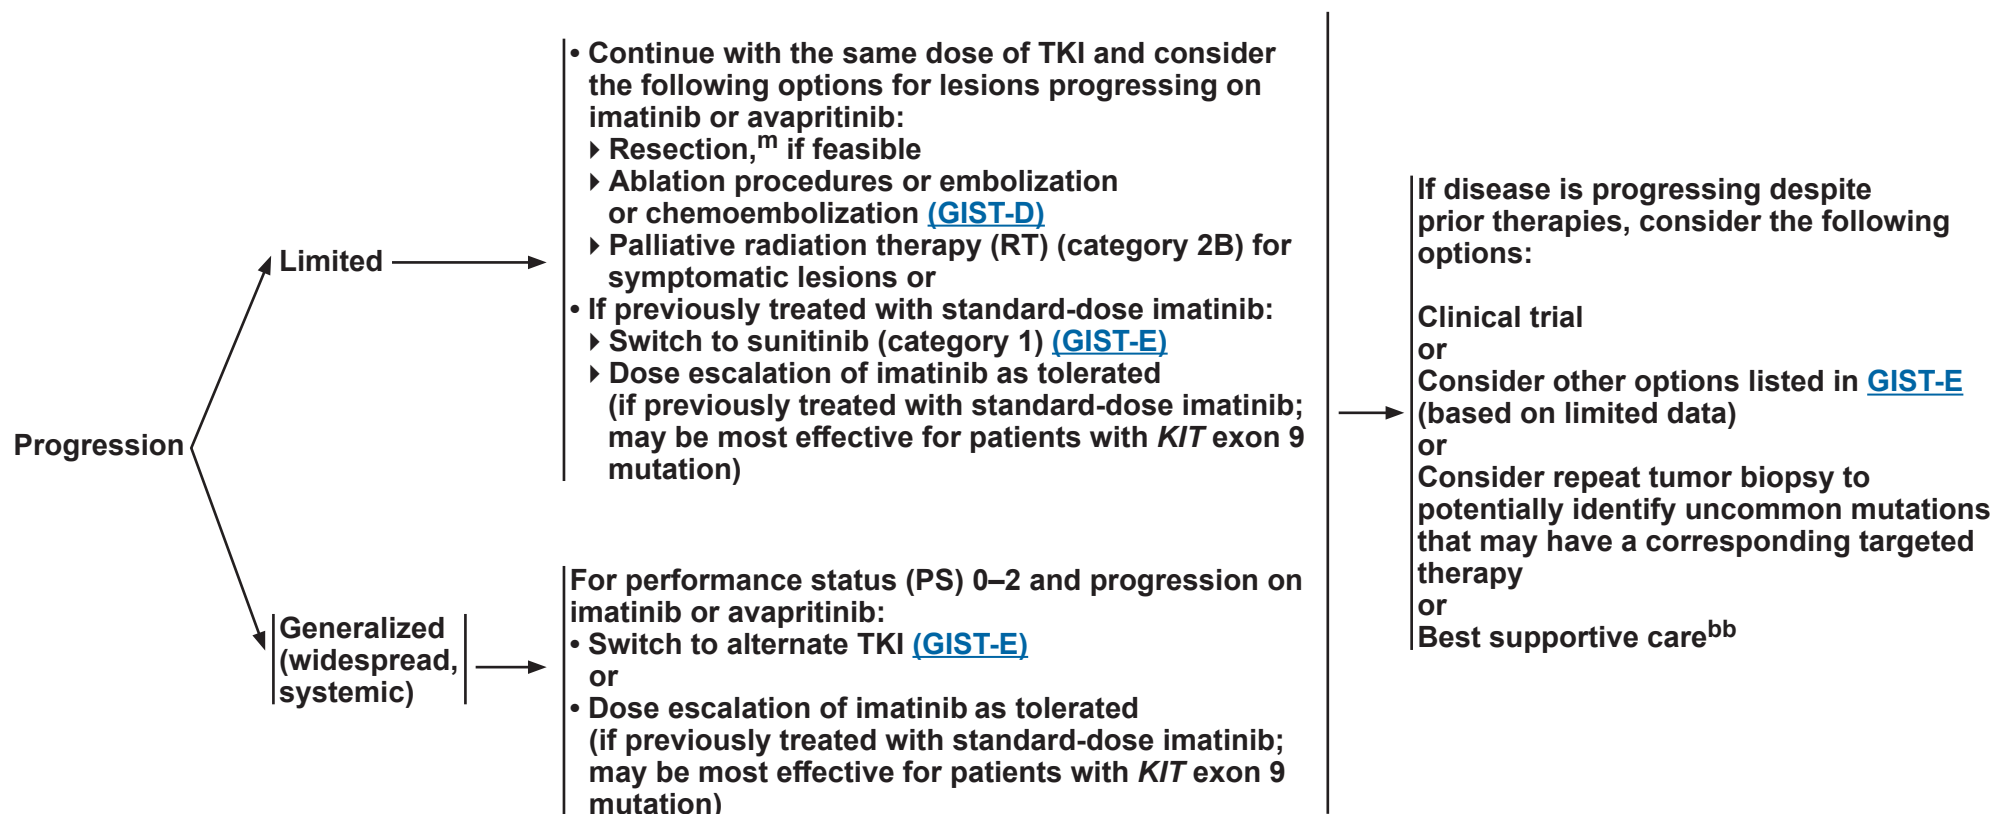 Progression
Limited
• Continue with the same dose of TKI and consider
the following options for lesions progressing on
imatinib or avapritinib:
▸ Resection,m if feasible
▸ Ablation procedures or embolization
or chemoembolization (GIST-D)
▸ Palliative radiation therapy (RT) (category 2B) for
symptomatic lesions or
• If previously treated with standard-dose imatinib:
▸ Switch to sunitinib (category 1) (GIST-E)
▸ Dose escalation of imatinib as tolerated
(if previously treated with standard-dose imatinib;
may be most effective for patients with KIT exon 9
mutation)
Generalized
(widespread,
systemic)
For performance status (PS) 0–2 and progression on
imatinib or avapritinib:
• Switch to alternate TKI (GIST-E)
or
• Dose escalation of imatinib as tolerated
(if previously treated with standard-dose imatinib;
may be most effective for patients with KIT exon 9
mutation)
If disease is progressing despite
prior therapies, consider the following
options:
Clinical trial
or
Consider other options listed in GIST-E
(based on limited data)
or
Consider repeat tumor biopsy to
potentially identify uncommon mutations
that may have a corresponding targeted
therapy
or
Best supportive carebb